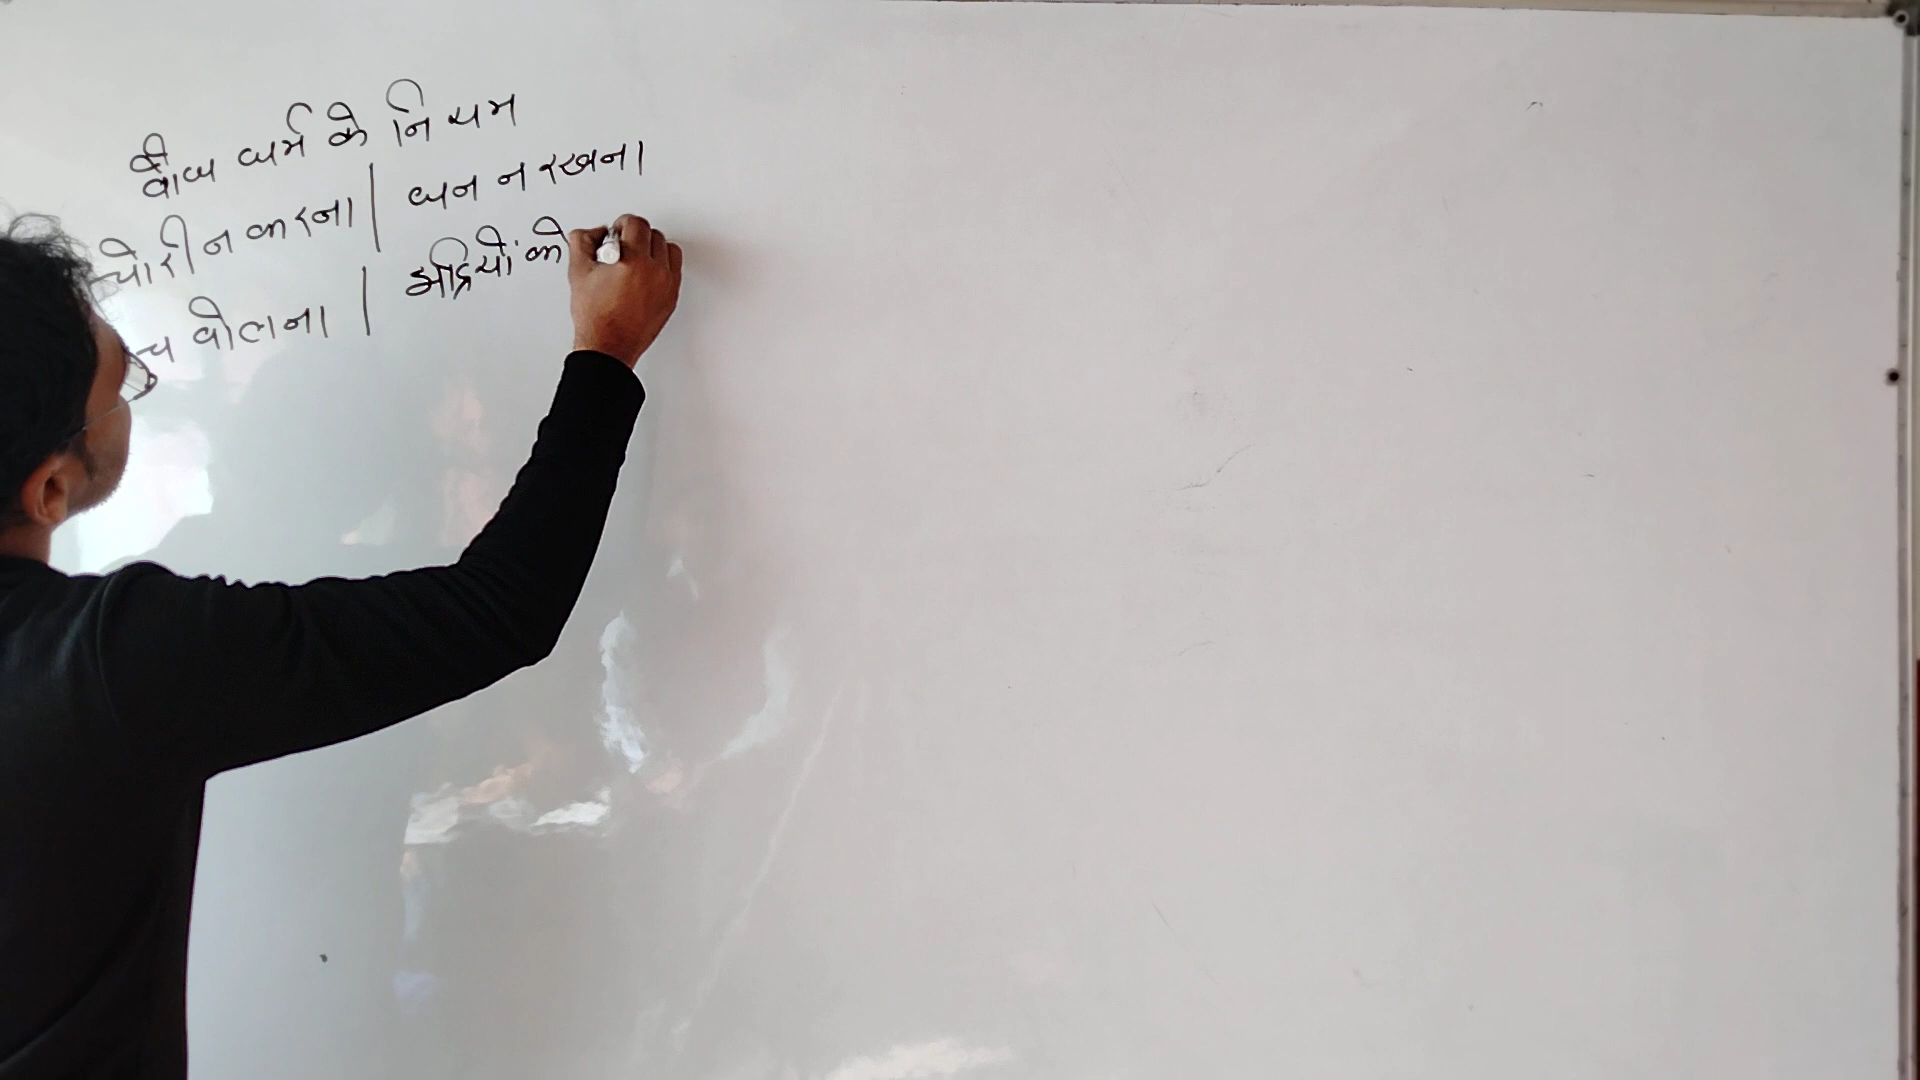 धर्म के नियम
चोरी न करना | धन न रखना
च बोलना | को